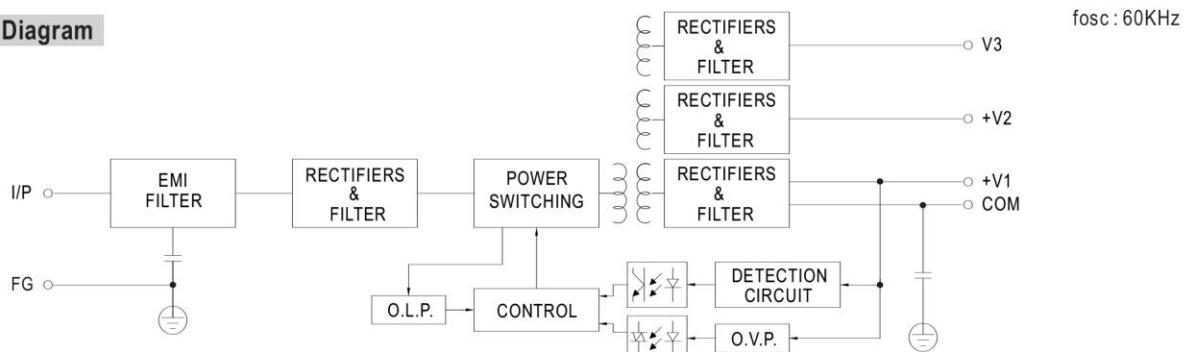 Diagram
fosc : 60KHz
RECTIFIERS
&
FILTER
V3
RECTIFIERS
&
FILTER
+V2
I/P
EMI
FILTER
RECTIFIERS
&
FILTER
POWER
SWITCHING
RECTIFIERS
&
FILTER
+V1
COM
FG
O.L.P.
CONTROL
DETECTION
CIRCUIT
O.V.P.